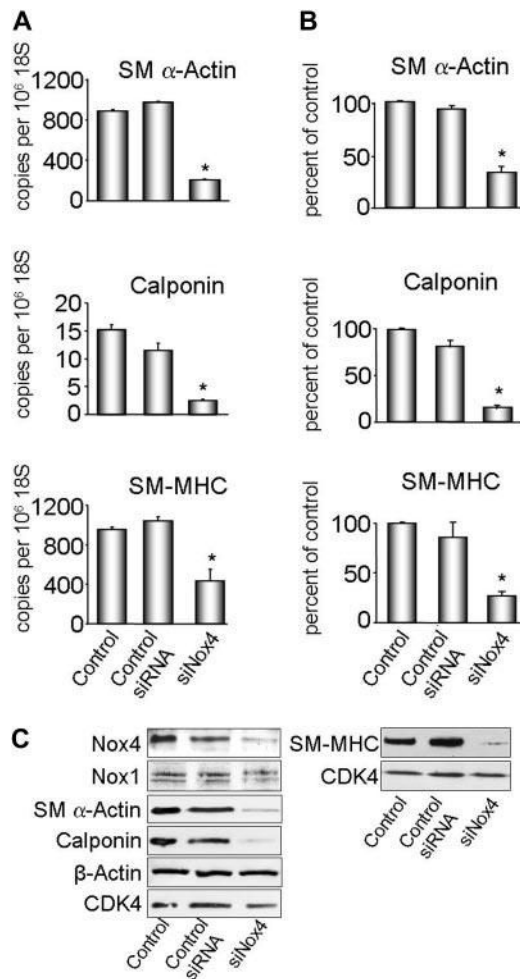 A
SM α-Actin
copies per 10⁶ 18S
1200
800
400
0
*
Calponin
copies per 10⁶ 18S
20
15
10
5
0
*
SM-MHC
copies per 10⁶ 18S
1200
800
400
0
*
Control
Control siRNA
siNox4
B
SM α-Actin
percent of control
100
50
0
*
Calponin
percent of control
100
50
0
*
SM-MHC
percent of control
100
50
0
*
Control
Control siRNA
siNox4
C
Nox4
Nox1
SM α-Actin
Calponin
β-Actin
CDK4
Control
Control siRNA
siNox4
SM-MHC
CDK4
Control
Control siRNA
siNox4